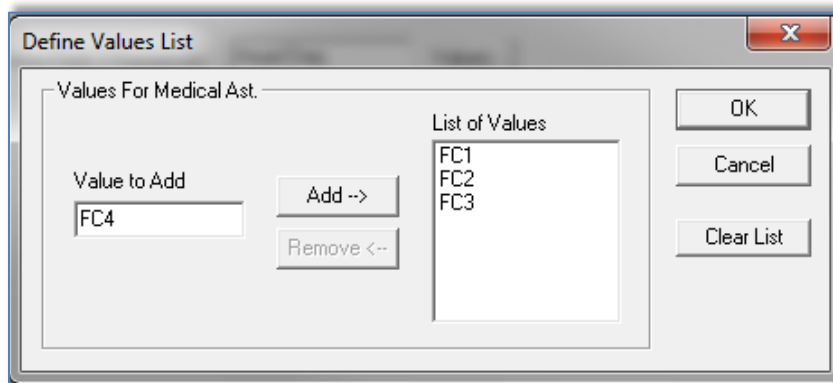 Define Values List
Values For Medical Ast.
Value to Add
FC4
Add -->
Remove <--
List of Values
FC1
FC2
FC3
OK
Cancel
Clear List